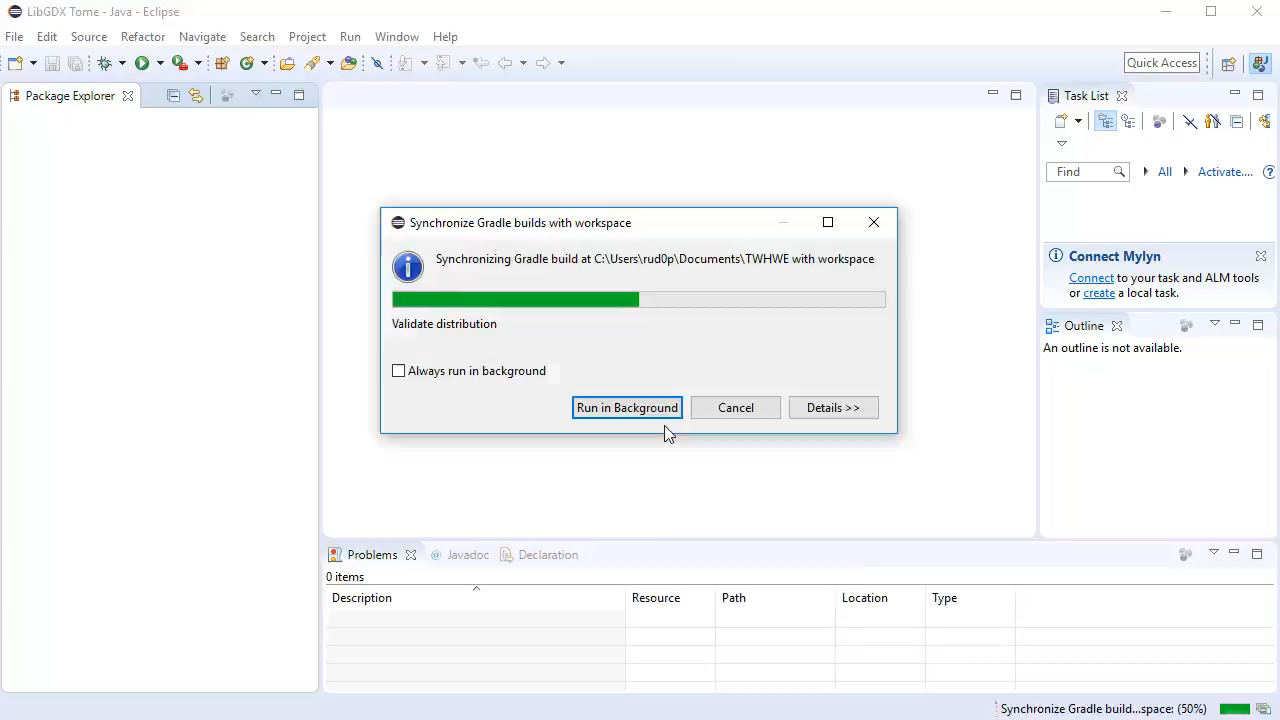 LibGDX Tome - Java - Eclipse
File Edit Source Refactor Navigate Search Project Run Window Help
Quick Access
Package Explorer
Task List
Find All Activate....
Synchronize Gradle builds with workspace
Synchronizing Gradle build at C:\Users\rud0p\Documents\TWHWE with workspace
Validate distribution
Always run in background
Run in Background Cancel Details >>
Connect Mylyn
Connect to your task and ALM tools
or create a local task.
Outline
An outline is not available.
Problems @ Javadoc Declaration
0 items
Description Resource Path Location Type
Synchronize Gradle build...space: (50%)